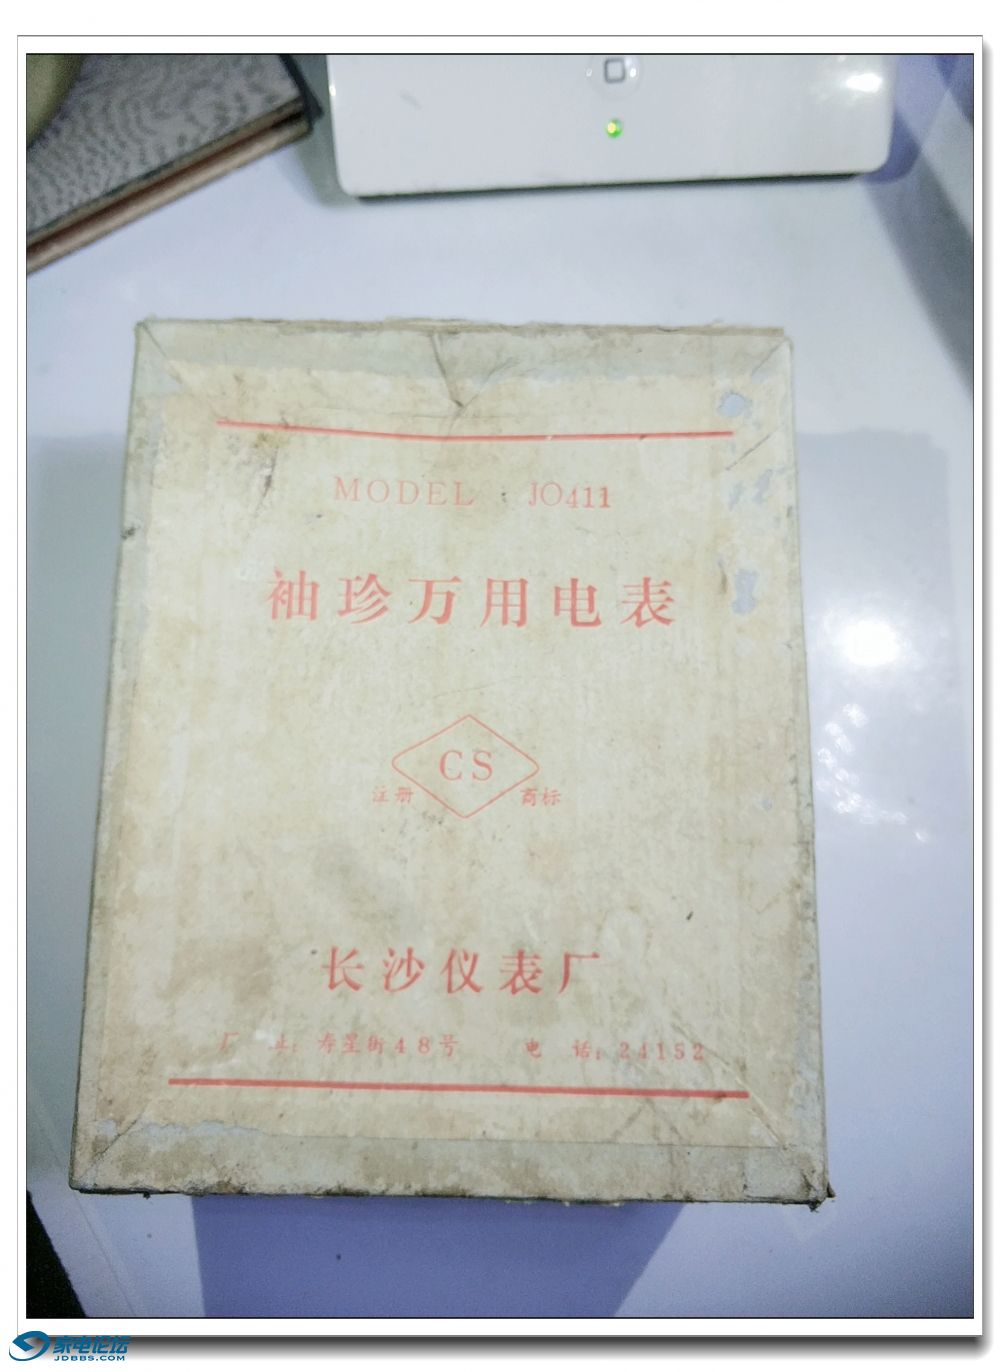 MODEL JO411
袖珍万用电表
CS
注册 商标
长沙仪表厂
厂 址：寿星街48号 电 话：24152
家电论坛
JDBBS.COM